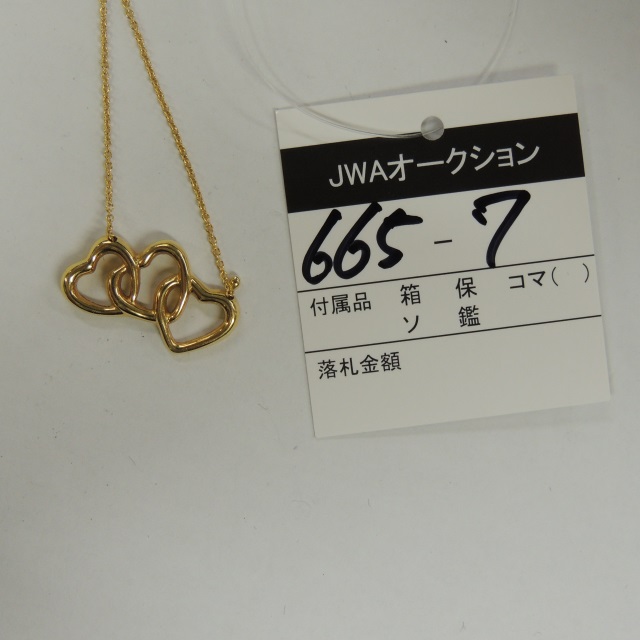 JWAオークション
665-7
付属品 箱 保 コマ( )
ソ 鑑
落札金額